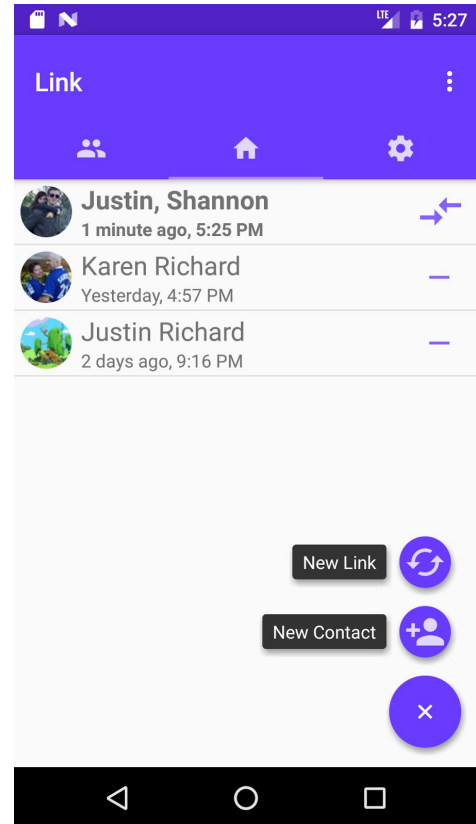 LTE 5:27
Link
Justin, Shannon
1 minute ago, 5:25 PM
Karen Richard
Yesterday, 4:57 PM
Justin Richard
2 days ago, 9:16 PM
New Link
New Contact